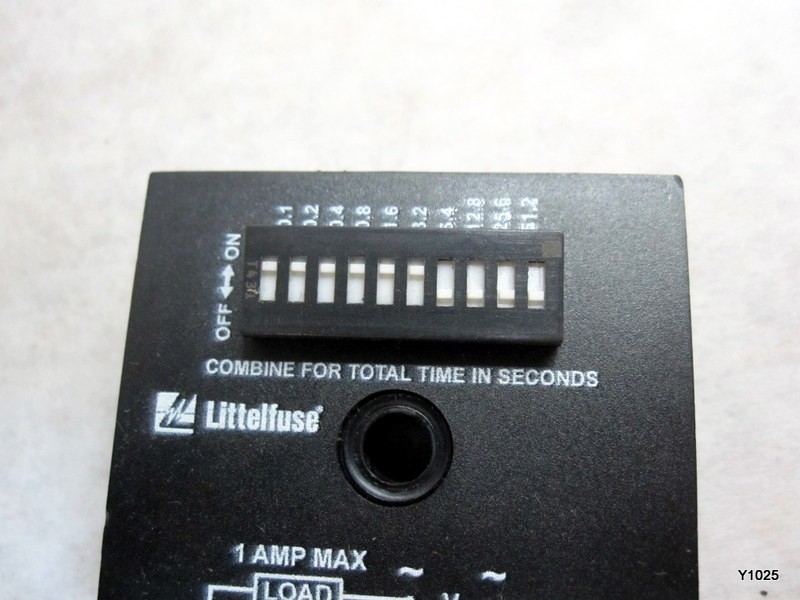 0.1 0.2 0.4 0.8 1.6 3.2 6.4 12.8 25.6 51.2
OFF ↔ ON
COMBINE FOR TOTAL TIME IN SECONDS
Littelfuse®
1 AMP MAX
~ ~
LOAD
Y1025